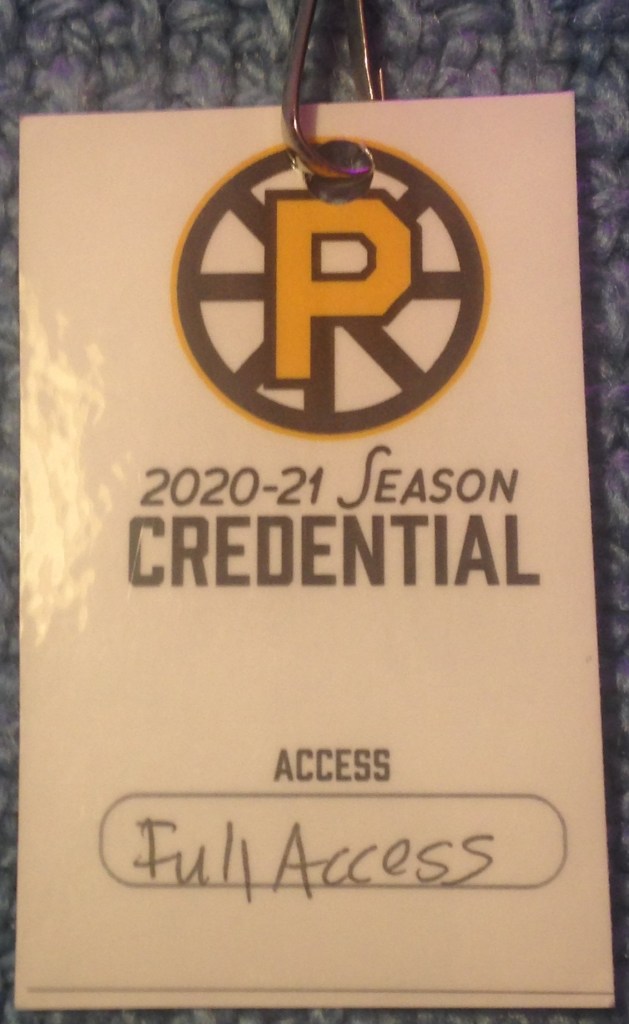 P
2020-21 SEASON
CREDENTIAL
ACCESS
Full Access